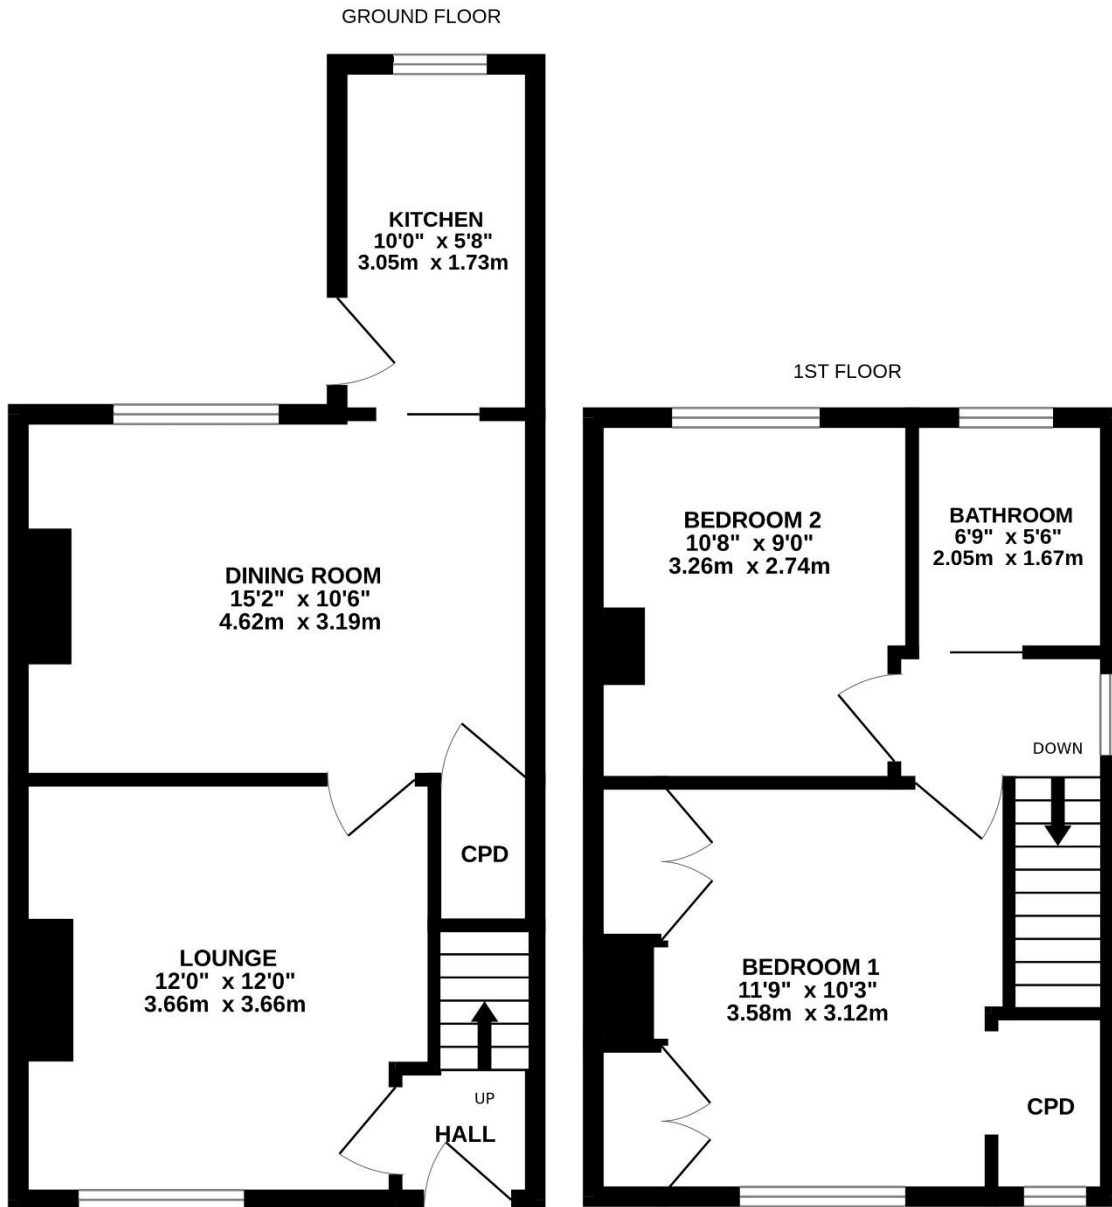 GROUND FLOOR
KITCHEN
10'0"  x 5'8"
3.05m  x 1.73m
DINING ROOM
15'2"  x 10'6"
4.62m  x 3.19m
CPD
LOUNGE
12'0"  x 12'0"
3.66m  x 3.66m
UP
HALL
1ST FLOOR
BEDROOM 2
10'8"  x 9'0"
3.26m  x 2.74m
BATHROOM
6'9"  x 5'6"
2.05m  x 1.67m
DOWN
BEDROOM 1
11'9"  x 10'3"
3.58m  x 3.12m
CPD